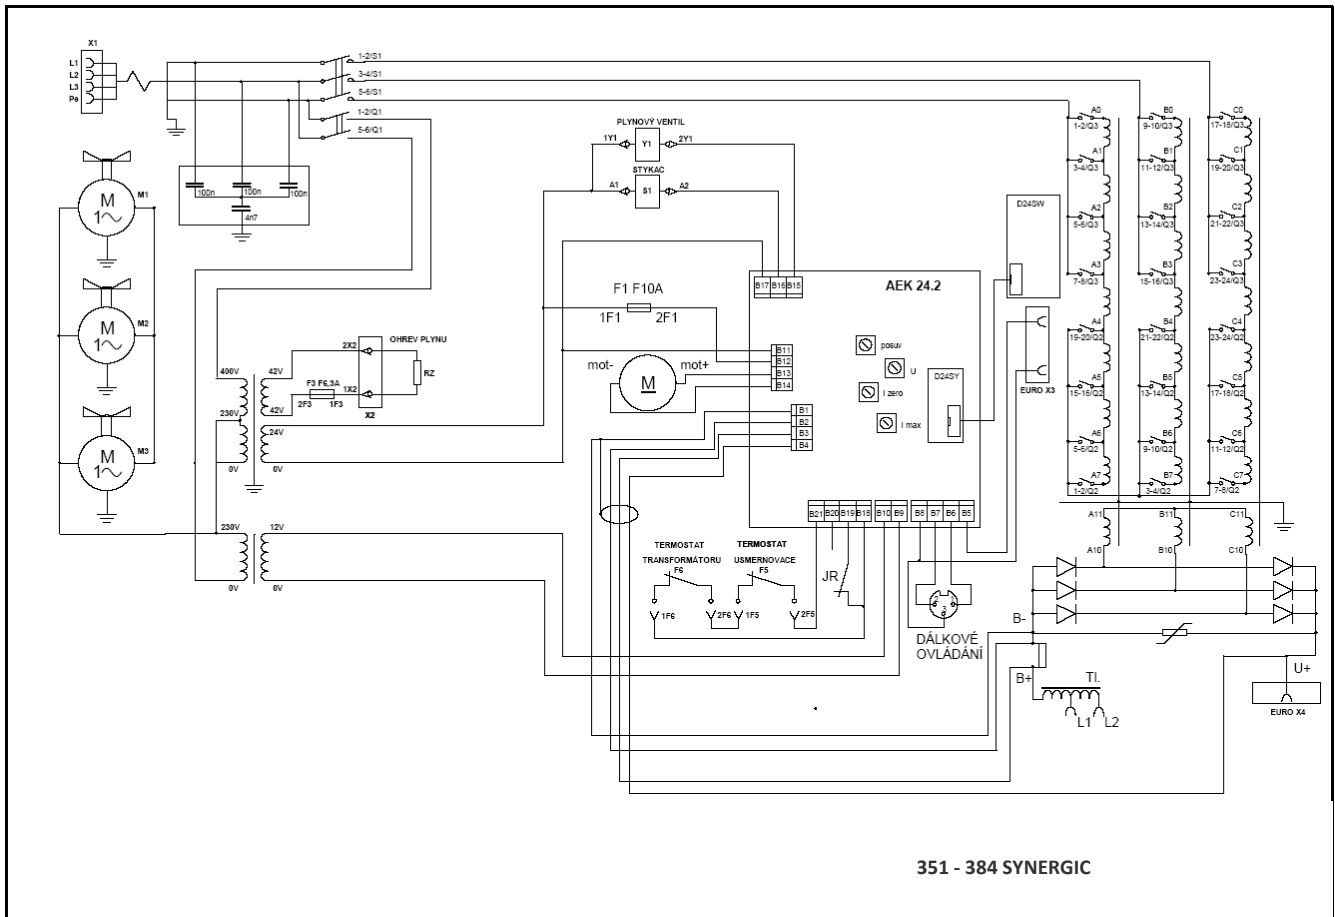 X1
L1
L2
L3
Pe
1-2/S1
3-4/S1
5-6/S1
1-2/Q1
5-6/Q1
100n
100n
100n
4n7
M
1
M1
M
1
M2
M
1
M3
PLYNOVÝ VENTIL
1Y1
Y1
2Y1
STYKAC
A1
S1
A2
400V
230V
0V
42V
42V
24V
0V
2X2
1X2
X2
F3 F6,3A
2F3
1F3
OHREV PLYNU
RZ
230V
0V
12V
0V
F1 F10A
1F1
2F1
mot-
M
mot+
B17
B16
B15
AEK 24.2
B11
B12
B13
B14
B1
B2
B3
B4
posuv
U
I zero
I max
D24SY
D24SW
EURO X3
B21
B20
B19
B18
B10
B9
B8
B7
B6
B5
TERMOSTAT
TRANSFORMÁTORU
F6
TERMOSTAT
USMERNOVACE
F5
1F6
2F6
1F5
2F5
JR
2
1
3
DÁLKOVÉ
OVLÁDÁNÍ
A0
1-2/Q3
A1
3-4/Q3
A2
5-6/Q3
A3
7-8/Q3
A4
19-20/Q2
A5
15-16/Q2
A6
5-6/Q2
A7
1-2/Q2
B0
9-10/Q3
B1
11-12/Q3
B2
13-14/Q3
B3
15-16/Q3
B4
21-22/Q2
B5
13-14/Q2
B6
9-10/Q2
B7
3-4/Q2
C0
17-18/Q3
C1
19-20/Q3
C2
21-22/Q3
C3
23-24/Q3
C4
23-24/Q2
C5
17-18/Q2
C6
11-12/Q2
C7
7-8/Q2
A11
A10
B11
B10
C11
C10
B-
B+
Tl.
L1
L2
U+
EURO X4
351 - 384 SYNERGIC